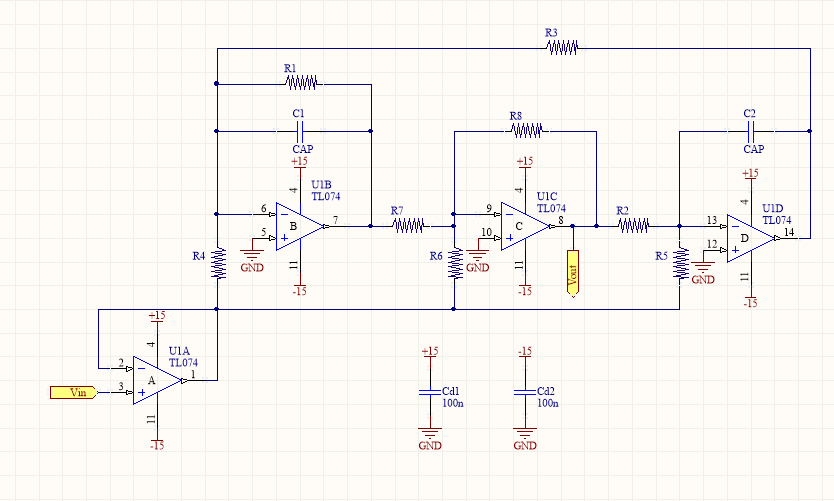 R3
R1
C1
CAP
R8
C2
CAP
+15
4
U1B
TL074
6
B
7
5
GND
11
-15
R7
+15
4
U1C
TL074
9
C
8
10
GND
11
-15
R2
+15
4
U1D
TL074
13
D
14
12
GND
11
-15
R4
R6
R5
Vout
+15
4
U1A
TL074
2
A
1
Vin
3
11
-15
+15
Cd1
100n
GND
-15
Cd2
100n
GND